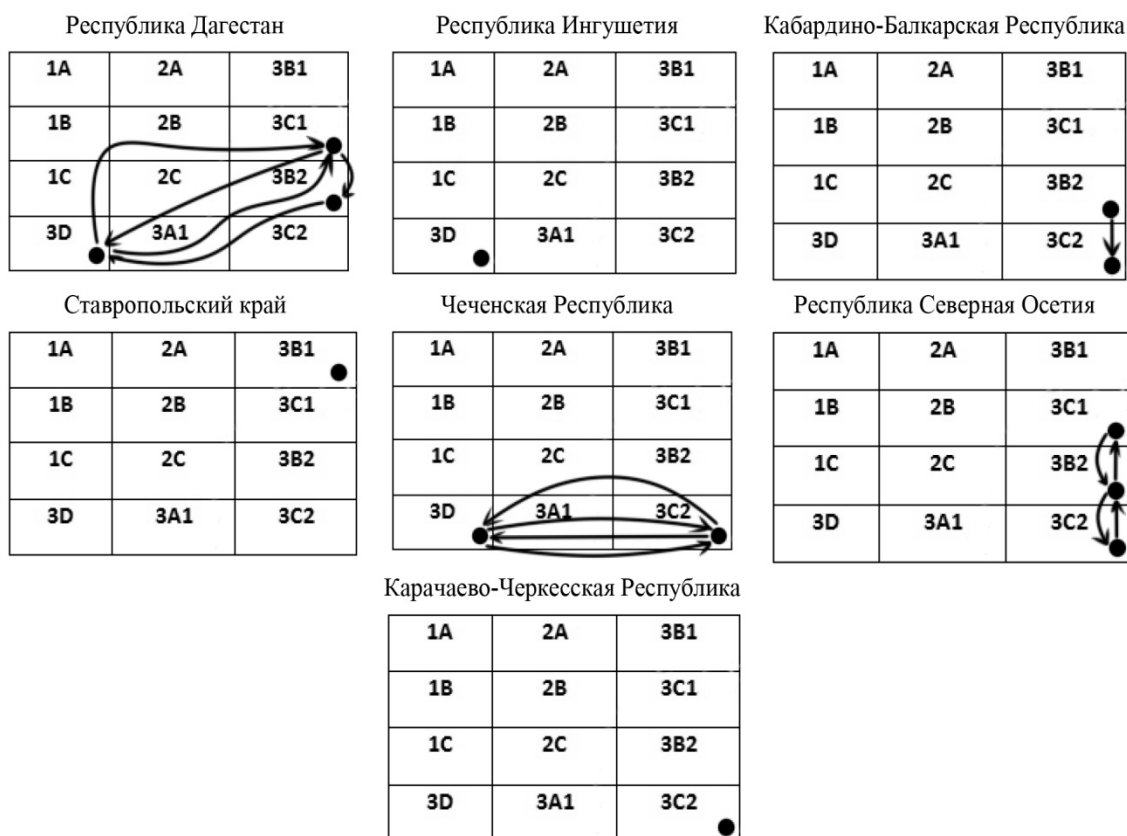 Республика Дагестан
1A 2A 3B1
1B 2B 3C1
1C 2C 3B2
3D 3A1 3C2
Республика Ингушетия
1A 2A 3B1
1B 2B 3C1
1C 2C 3B2
3D 3A1 3C2
Кабардино-Балкарская Республика
1A 2A 3B1
1B 2B 3C1
1C 2C 3B2
3D 3A1 3C2
Ставропольский край
1A 2A 3B1
1B 2B 3C1
1C 2C 3B2
3D 3A1 3C2
Чеченская Республика
1A 2A 3B1
1B 2B 3C1
1C 2C 3B2
3D 3A1 3C2
Республика Северная Осетия
1A 2A 3B1
1B 2B 3C1
1C 2C 3B2
3D 3A1 3C2
Карачаево-Черкесская Республика
1A 2A 3B1
1B 2B 3C1
1C 2C 3B2
3D 3A1 3C2